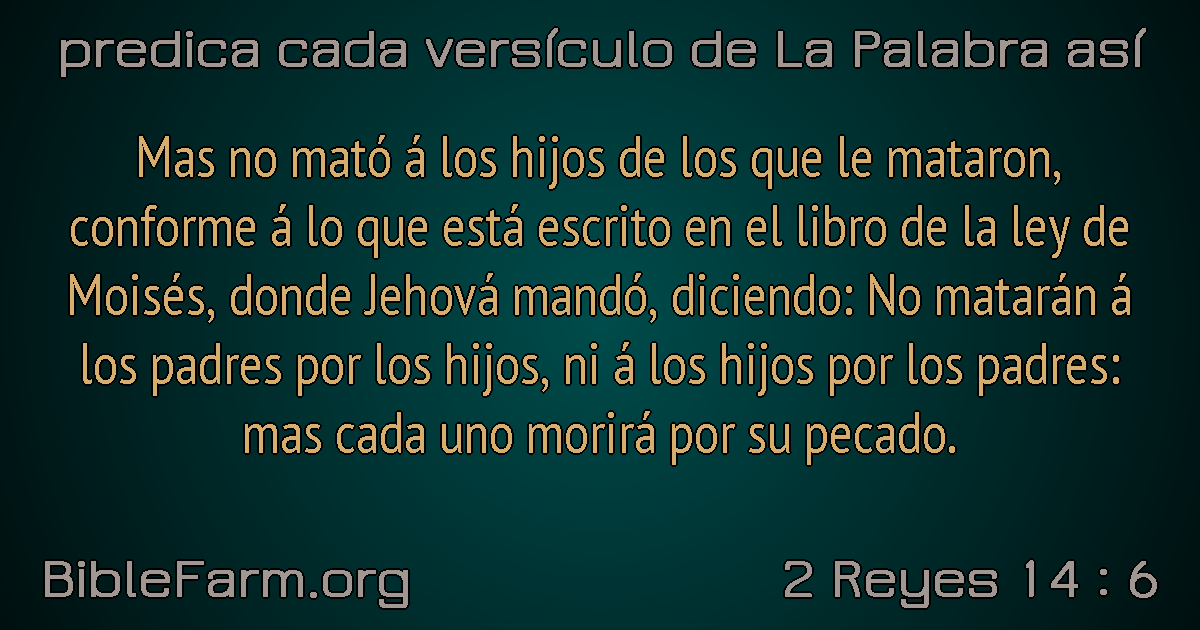 predica cada versículo de La Palabra así
Mas no mató á los hijos de los que le mataron,
conforme á lo que está escrito en el libro de la ley de
Moisés, donde Jehová mandó, diciendo: No matarán á
los padres por los hijos, ni á los hijos por los padres:
mas cada uno morirá por su pecado.
BibleFarm.org
2 Reyes 14 : 6